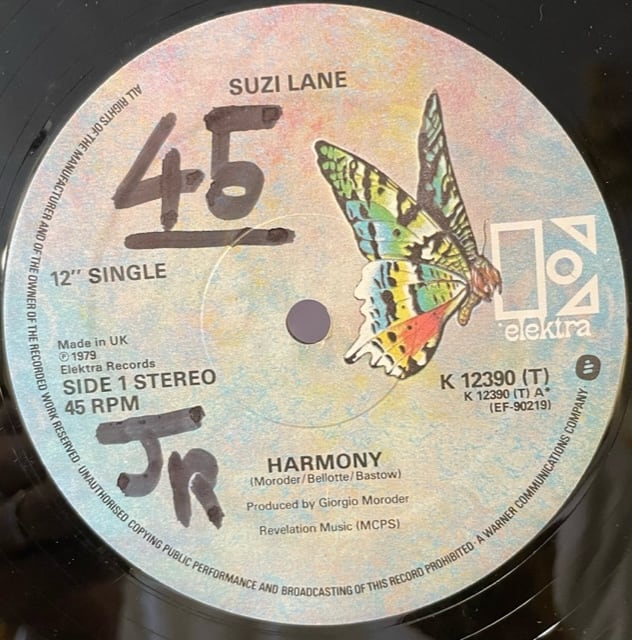 SUZI LANE
45
12" SINGLE
Made in UK
℗ 1979
Elektra Records
SIDE 1 STEREO
45 RPM
JR
elektra
K 12390 (T)
K 12390 (T) A*
(EF-90219)
HARMONY
(Moroder/Bellotte/Bastow)
Produced by Giorgio Moroder
Revelation Music (MCPS)
ALL RIGHTS OF THE MANUFACTURER AND OF THE OWNER OF THE RECORDED WORK RESERVED · UNAUTHORISED COPYING PUBLIC PERFORMANCE AND BROADCASTING OF THIS RECORD PROHIBITED · A WARNER COMMUNICATIONS COMPANY